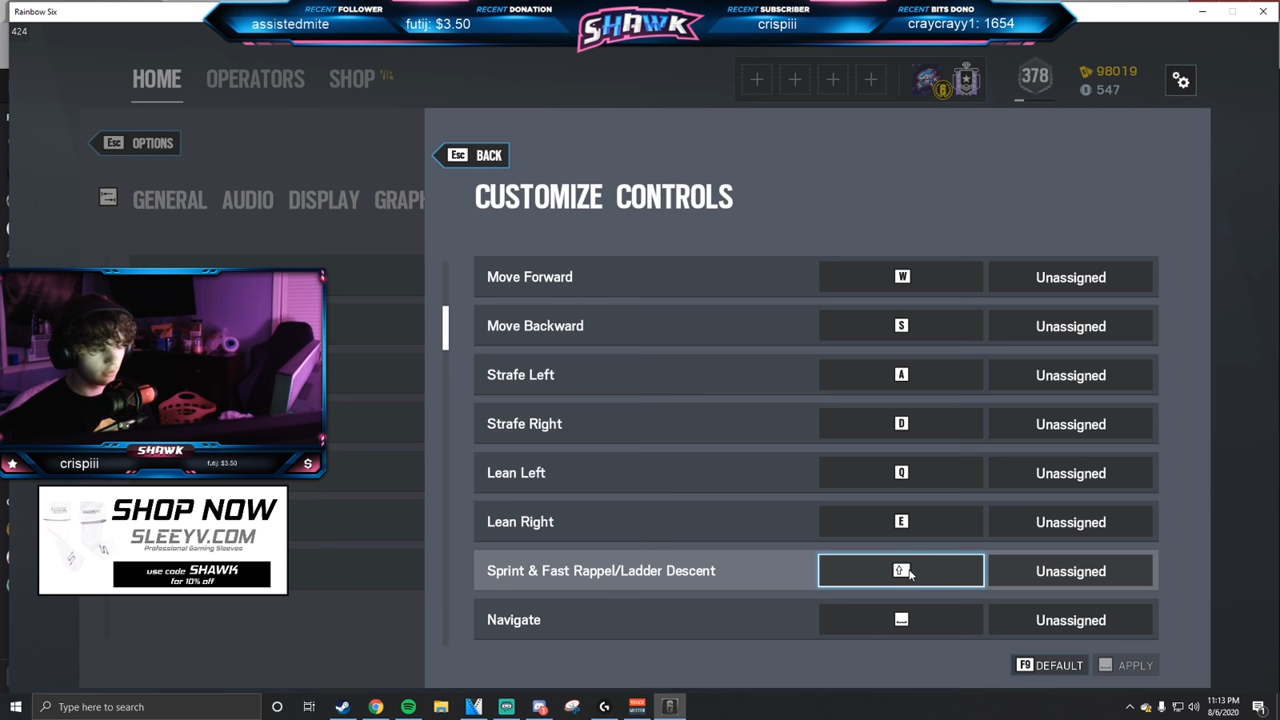 Rainbow Six
424
RECENT FOLLOWER
assistedmite
RECENT DONATION
futij: $3.50
SHAWK
RECENT SUBSCRIBER
crispiii
RECENT BITS DONO
craycrayy1: 1654
HOME
OPERATORS
SHOP
378
98019
547
Esc OPTIONS
GENERAL
AUDIO
DISPLAY
GRAPH
Esc BACK
CUSTOMIZE CONTROLS
Move Forward W Unassigned
Move Backward S Unassigned
Strafe Left A Unassigned
Strafe Right D Unassigned
Lean Left Q Unassigned
Lean Right E Unassigned
Sprint & Fast Rappel/Ladder Descent Unassigned
Navigate Unassigned
F9 DEFAULT
APPLY
SHAWK
crispiii
futij: $3.50
$
SHOP NOW
SLEEYV.COM
Professional Gaming Sleeves
use code SHAWK
for 10% off
Type here to search
11:13 PM
8/6/2020